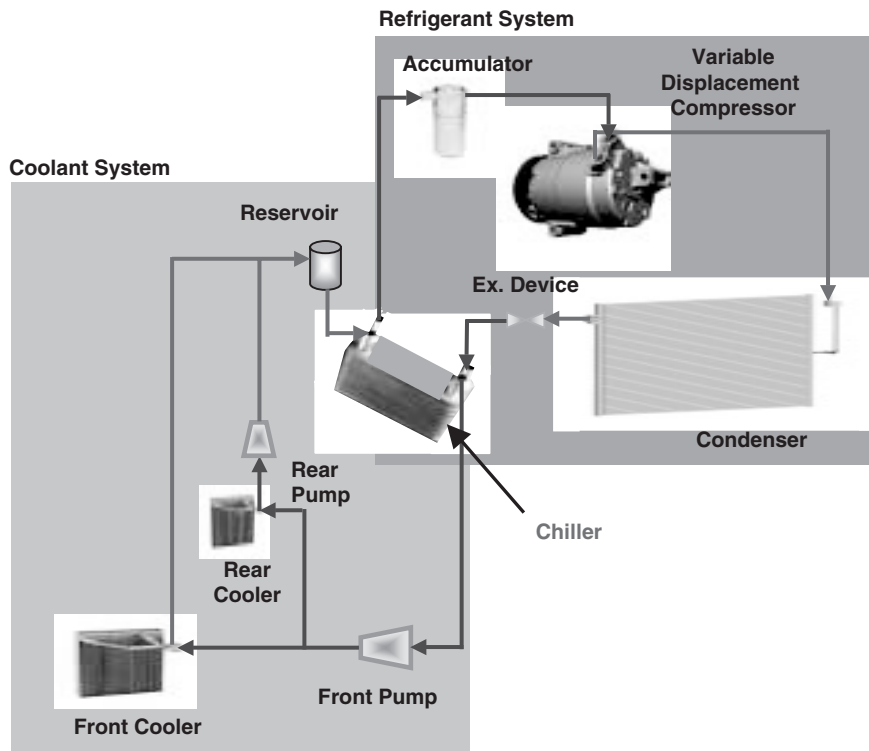 Refrigerant System
Accumulator
Variable
Displacement
Compressor
Coolant System
Reservoir
Ex. Device
Condenser
Rear
Pump
Chiller
Rear
Cooler
Front Pump
Front Cooler